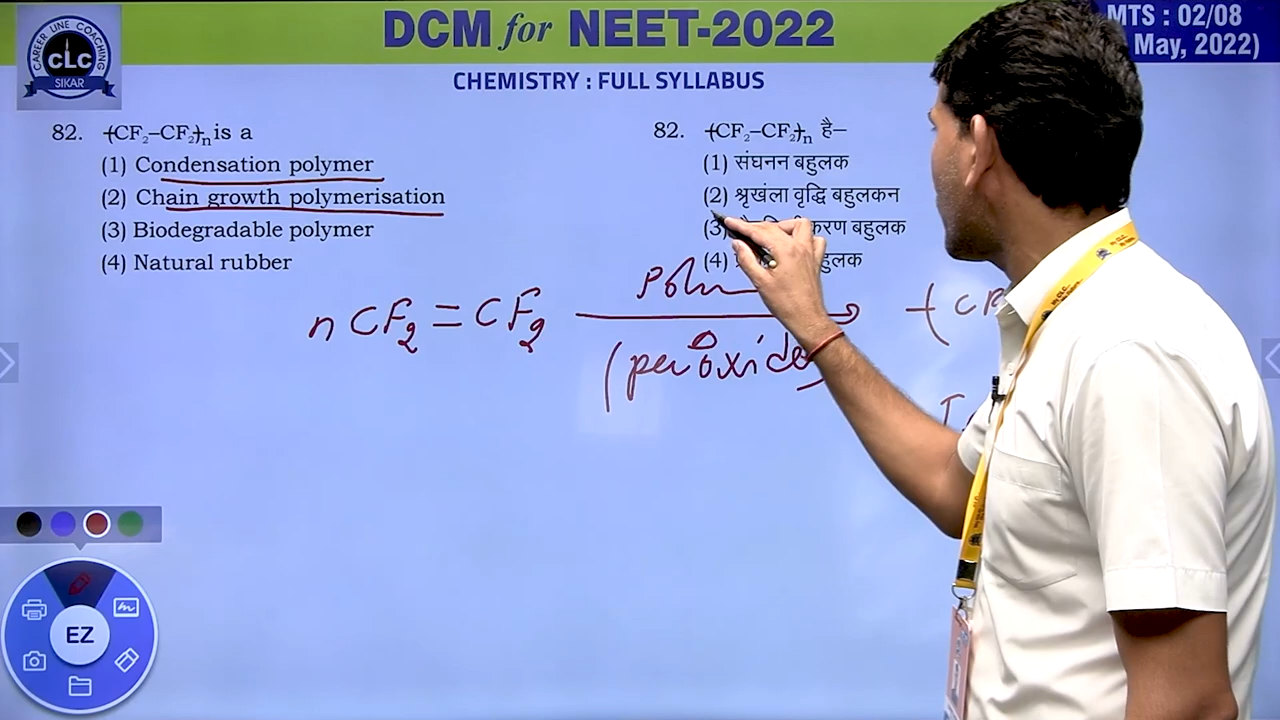 DCM for NEET-2022
MTS : 02/08
May, 2022)
CAREER LINE COACHING
CLC
SIKAR
CHEMISTRY : FULL SYLLABUS
82. ⁠-(CF₂–CF₂)-n is a
(1) Condensation polymer
(2) Chain growth polymerisation
(3) Biodegradable polymer
(4) Natural rubber
82. -(CF₂–CF₂)-n है–
(1) संघनन बहुलक
(2) श्रृखंला वृद्धि बहुलकन
(3) करण बहुलक
(4) हुलक
n CF₂ = CF₂
(peroxide)
EZ